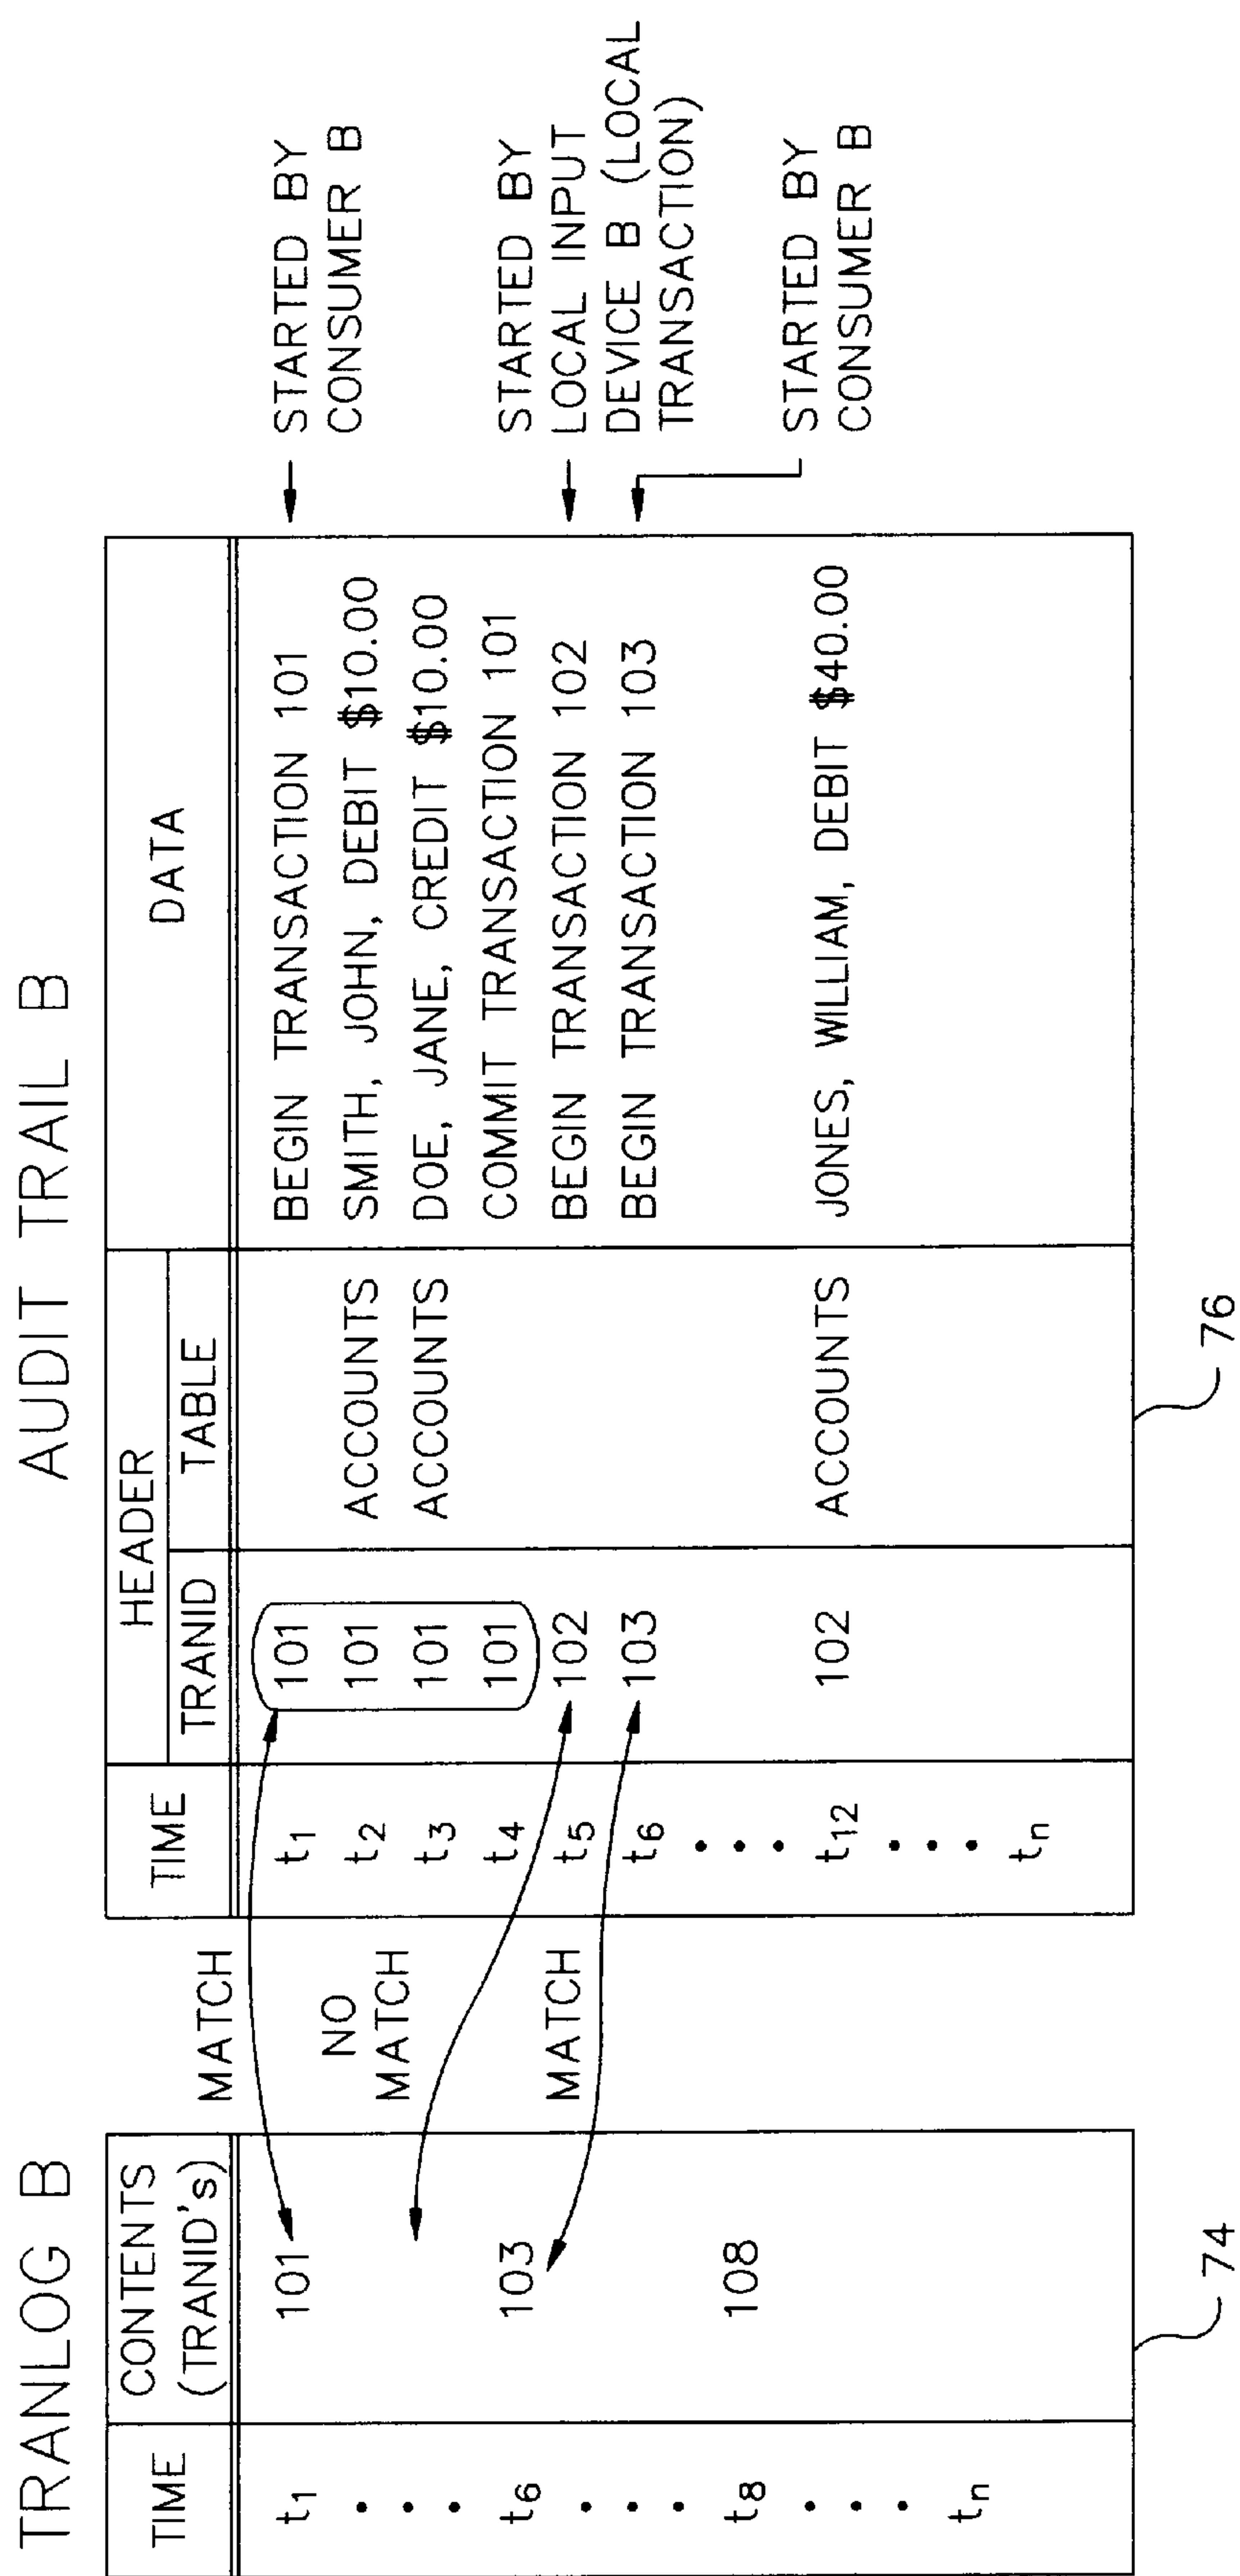 TRANLOG B
TIME
CONTENTS
(TRANID's)
t1 101
t6 103
t8 108
tn
74
MATCH
NO
MATCH
MATCH
AUDIT TRAIL B
TIME
HEADER
TRANID
TABLE
DATA
t1 101 BEGIN TRANSACTION 101
t2 101 ACCOUNTS SMITH, JOHN, DEBIT $10.00
t3 101 ACCOUNTS DOE, JANE, CREDIT $10.00
t4 101 COMMIT TRANSACTION 101
t5 102 BEGIN TRANSACTION 102
t6 103 BEGIN TRANSACTION 103
t12 102 ACCOUNTS JONES, WILLIAM, DEBIT $40.00
tn
76
STARTED BY
CONSUMER B
STARTED BY
LOCAL INPUT
DEVICE B (LOCAL
TRANSACTION)
STARTED BY
CONSUMER B